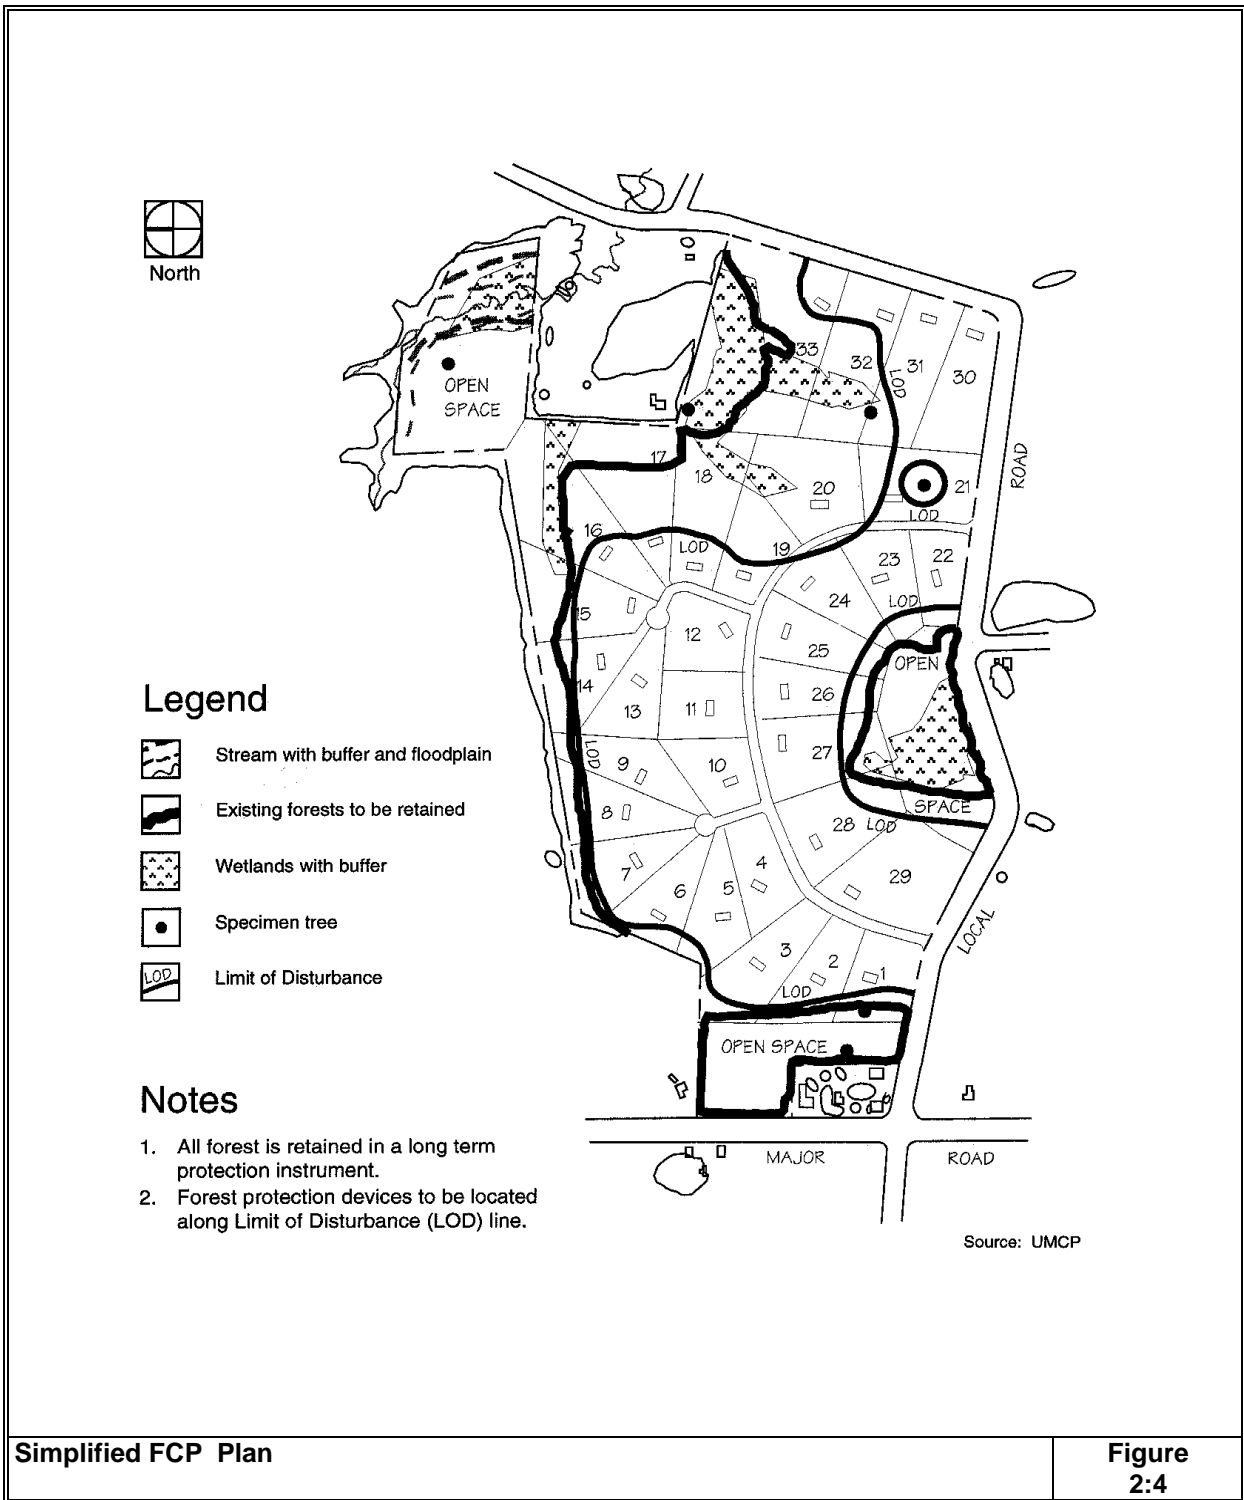 North
OPEN
SPACE
33
32
31
30
LOD
ROAD
17
18
20
21
LOD
16
LOD
19
23
22
24
LOD
15
12
25
OPEN
14
13
11
26
LOD
9
10
27
SPACE
8
28
LOD
7
6
5
4
29
3
2
1
LOD
LOCAL
OPEN SPACE
MAJOR
ROAD
Legend
Stream with buffer and floodplain
Existing forests to be retained
Wetlands with buffer
Specimen tree
LOD
Limit of Disturbance
Notes
1. All forest is retained in a long term
protection instrument.
2. Forest protection devices to be located
along Limit of Disturbance (LOD) line.
Source: UMCP
Simplified FCP Plan
Figure
2:4